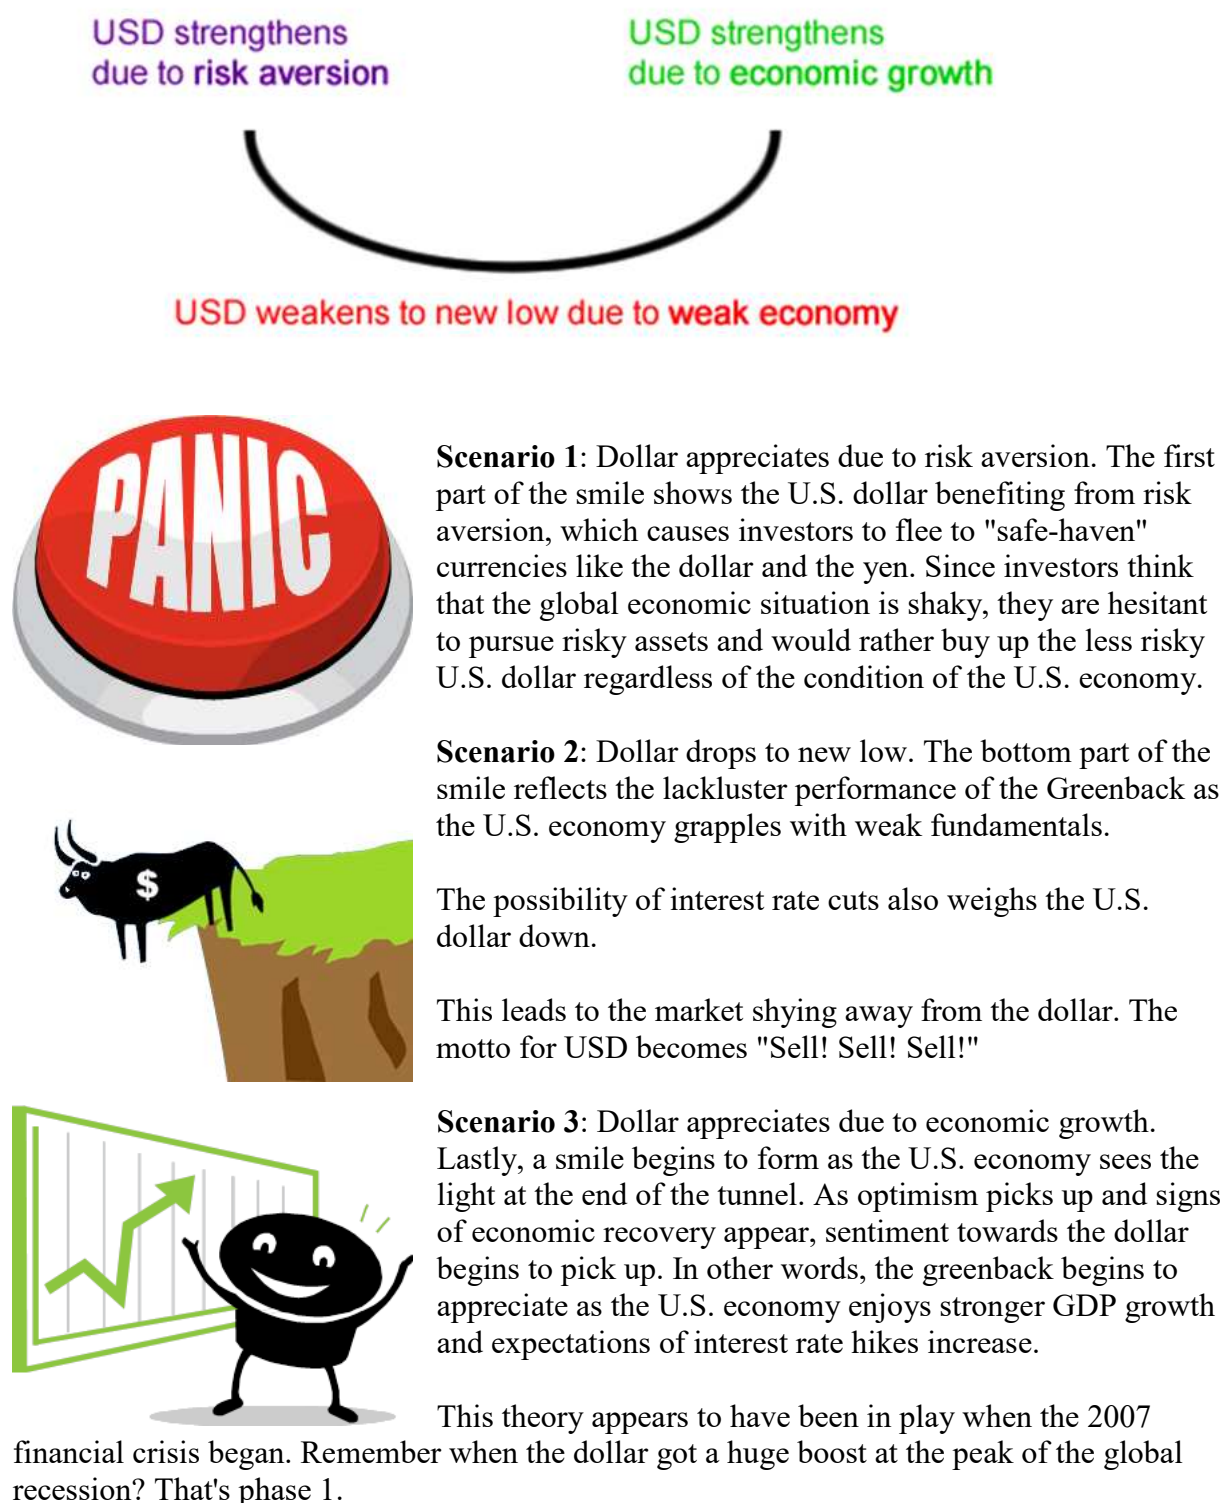 USD strengthens
due to risk aversion
USD strengthens
due to economic growth
USD weakens to new low due to weak economy
PANIC
Scenario 1: Dollar appreciates due to risk aversion. The first
part of the smile shows the U.S. dollar benefiting from risk
aversion, which causes investors to flee to "safe-haven"
currencies like the dollar and the yen. Since investors think
that the global economic situation is shaky, they are hesitant
to pursue risky assets and would rather buy up the less risky
U.S. dollar regardless of the condition of the U.S. economy.
Scenario 2: Dollar drops to new low. The bottom part of the
smile reflects the lackluster performance of the Greenback as
the U.S. economy grapples with weak fundamentals.
$
The possibility of interest rate cuts also weighs the U.S.
dollar down.
This leads to the market shying away from the dollar. The
motto for USD becomes "Sell! Sell! Sell!"
Scenario 3: Dollar appreciates due to economic growth.
Lastly, a smile begins to form as the U.S. economy sees the
light at the end of the tunnel. As optimism picks up and signs
of economic recovery appear, sentiment towards the dollar
begins to pick up. In other words, the greenback begins to
appreciate as the U.S. economy enjoys stronger GDP growth
and expectations of interest rate hikes increase.
This theory appears to have been in play when the 2007
financial crisis began. Remember when the dollar got a huge boost at the peak of the global
recession? That's phase 1.